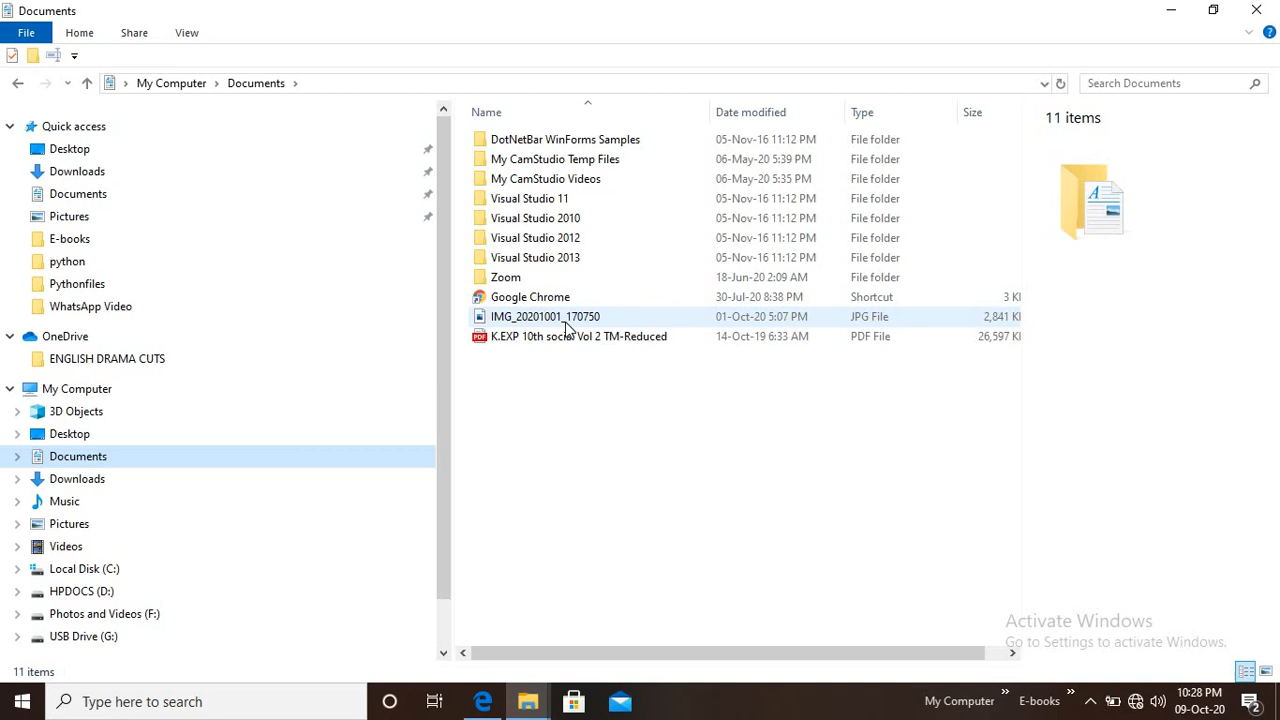 Documents
File Home Share View
My Computer Documents
Search Documents
Quick access
Desktop
Downloads
Documents
Pictures
E-books
python
Pythonfiles
WhatsApp Video
OneDrive
ENGLISH DRAMA CUTS
My Computer
3D Objects
Desktop
Documents
Downloads
Music
Pictures
Videos
Local Disk (C:)
HPDOCS (D:)
Photos and Videos (F:)
USB Drive (G:)
Name Date modified Type Size
DotNetBar WinForms Samples 05-Nov-16 11:12 PM File folder
My CamStudio Temp Files 06-May-20 5:39 PM File folder
My CamStudio Videos 06-May-20 5:35 PM File folder
Visual Studio 11 05-Nov-16 11:12 PM File folder
Visual Studio 2010 05-Nov-16 11:12 PM File folder
Visual Studio 2012 05-Nov-16 11:12 PM File folder
Visual Studio 2013 05-Nov-16 11:12 PM File folder
Zoom 18-Jun-20 2:09 AM File folder
Google Chrome 30-Jul-20 8:38 PM Shortcut 3
IMG_20201001_170750 01-Oct-20 5:07 PM JPG File 2,841
K.EXP 10th Vol 2 TM-Reduced 14-Oct-19 6:33 AM PDF File 26,597
11 items
Activate Windows
Go to Settings to activate Windows.
11 items
Type here to search
My Computer » E-books »
10:28 PM
09-Oct-20
2